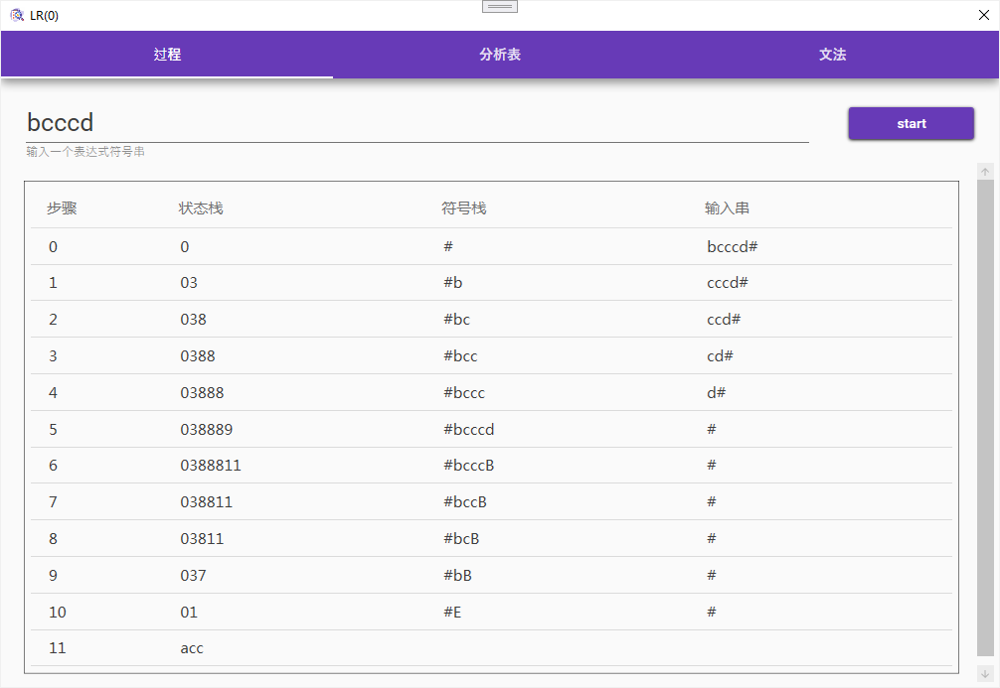 LR(0)
过程 分析表 文法
bcccd
start
输入一个表达式符号串
步骤 状态栈 符号栈 输入串
0 0 # bcccd#
1 03 #b cccd#
2 038 #bc ccd#
3 0388 #bcc cd#
4 03888 #bccc d#
5 038889 #bcccd #
6 0388811 #bcccB #
7 038811 #bccB #
8 03811 #bcB #
9 037 #bB #
10 01 #E #
11 acc